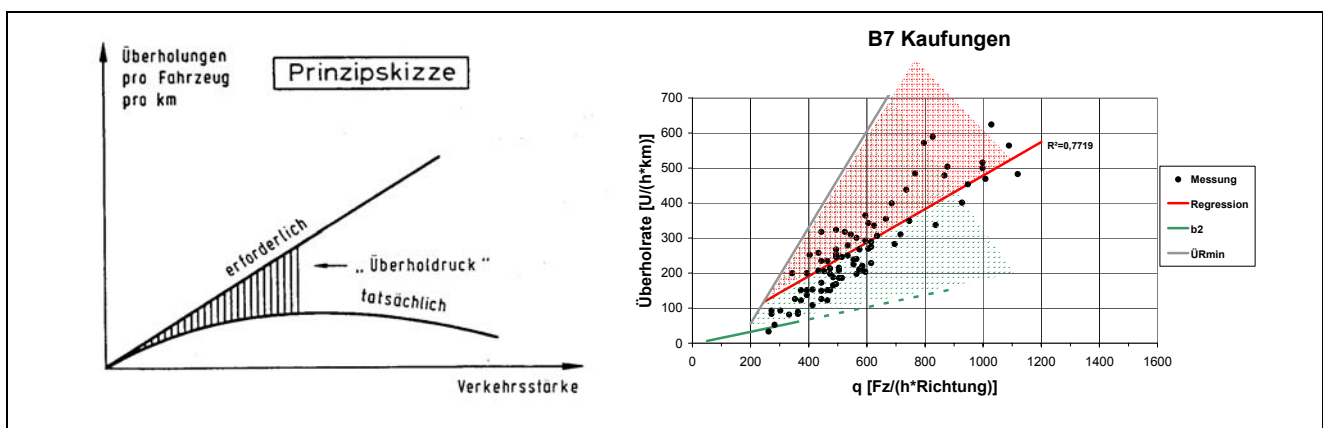 Überholungen
pro Fahrzeug
pro km
Prinzipskizze
erforderlich
„Überholdruck"
tatsächlich
Verkehrsstärke
B7 Kaufungen
Überholrate [U/(h*km)]
700
600
500
400
300
200
100
0
0 200 400 600 800 1000 1200 1400 1600
q [Fz/(h*Richtung)]
R²=0,7719
Messung
Regression
b2
ÜRmin